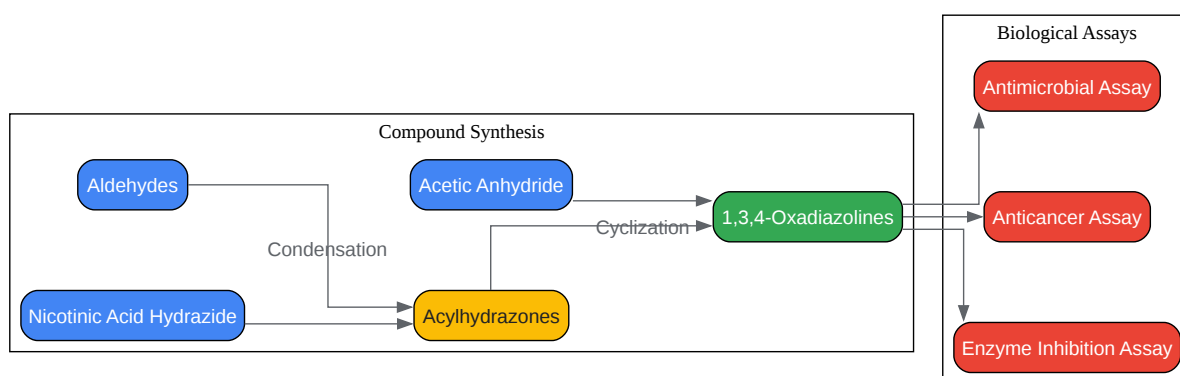 Biological Assays
Antimicrobial Assay
Compound Synthesis
Aldehydes
Acetic Anhydride
1,3,4-Oxadiazolines
Anticancer Assay
Condensation
Cyclization
Nicotinic Acid Hydrazide
Acylhydrazones
Enzyme Inhibition Assay